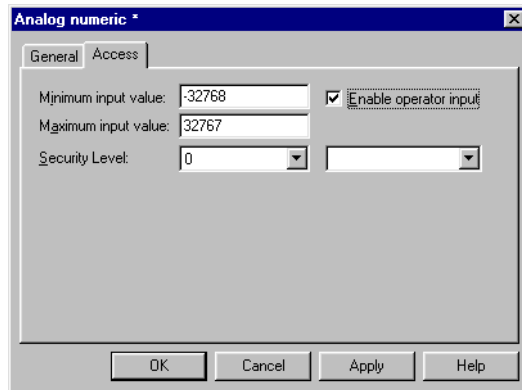 Analog numeric *
General Access
Minimum input value: -32768 Enable operator input
Maximum input value: 32767
Security Level: 0
OK Cancel Apply Help